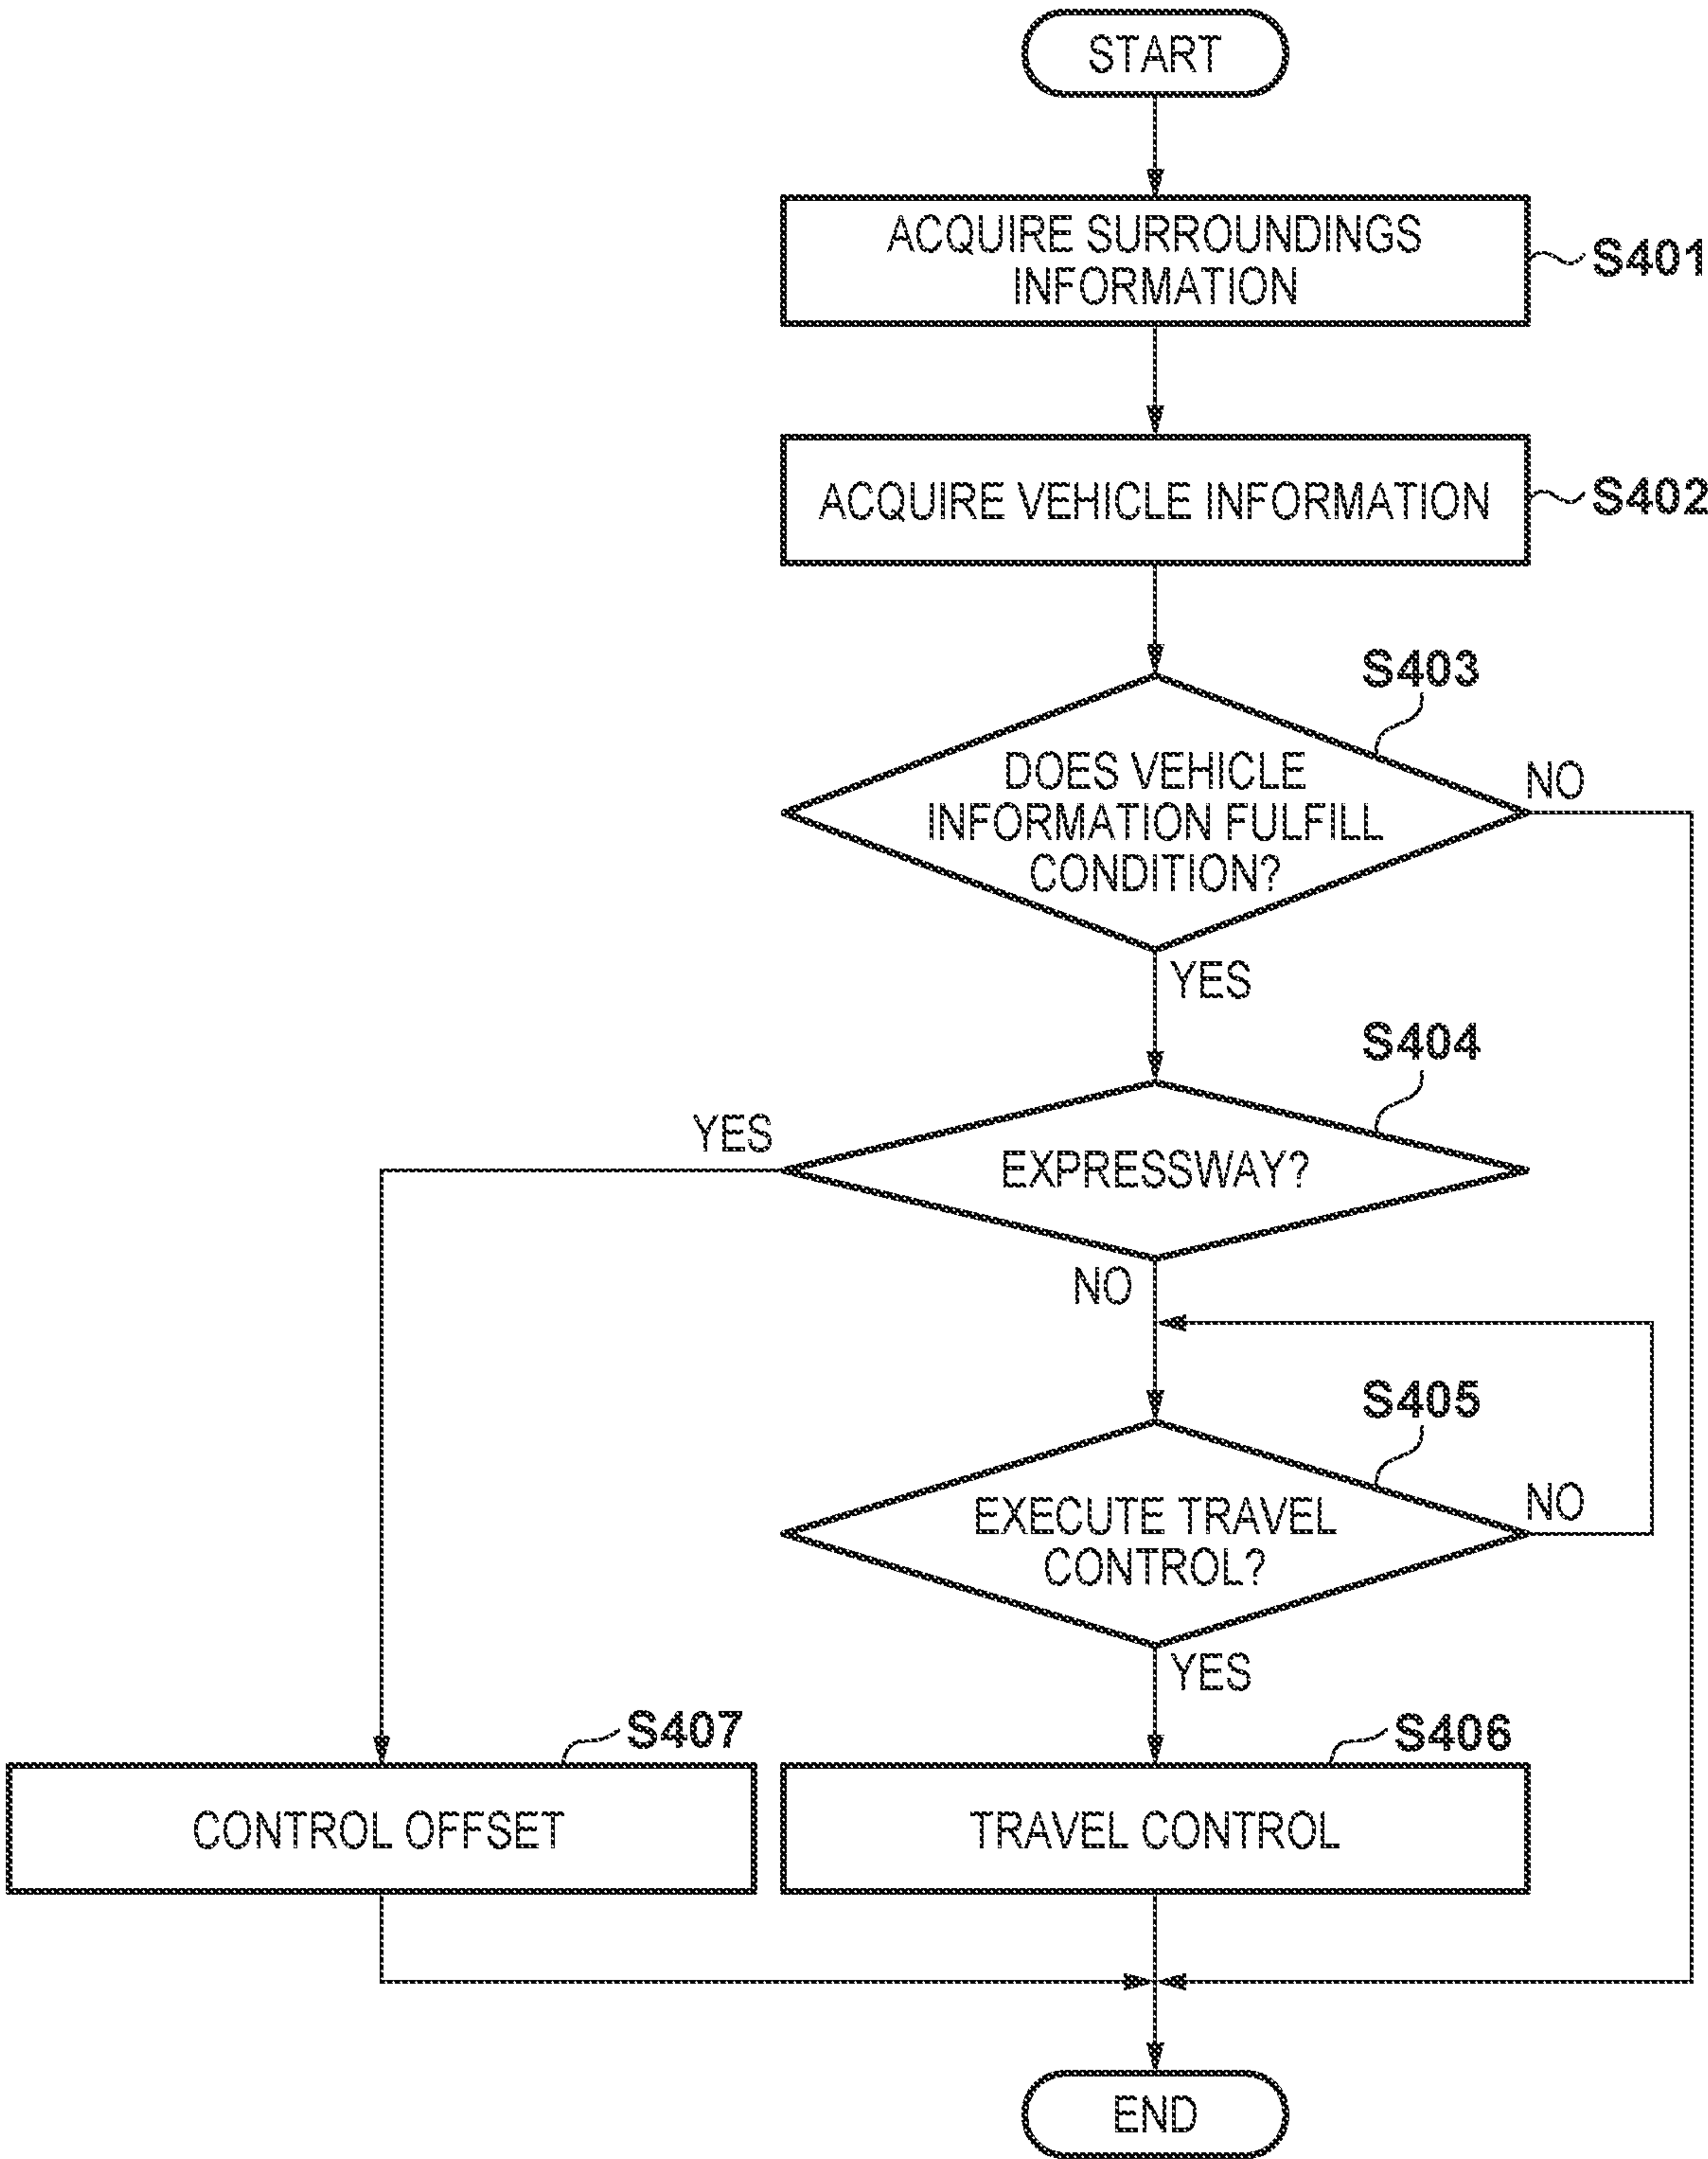 START
ACQUIRE SURROUNDINGS
INFORMATION
S401
ACQUIRE VEHICLE INFORMATION
S402
S403
DOES VEHICLE
INFORMATION FULFILL
CONDITION?
NO
YES
S404
YES
EXPRESSWAY?
NO
S405
EXECUTE TRAVEL
CONTROL?
NO
YES
S407
S406
CONTROL OFFSET
TRAVEL CONTROL
END